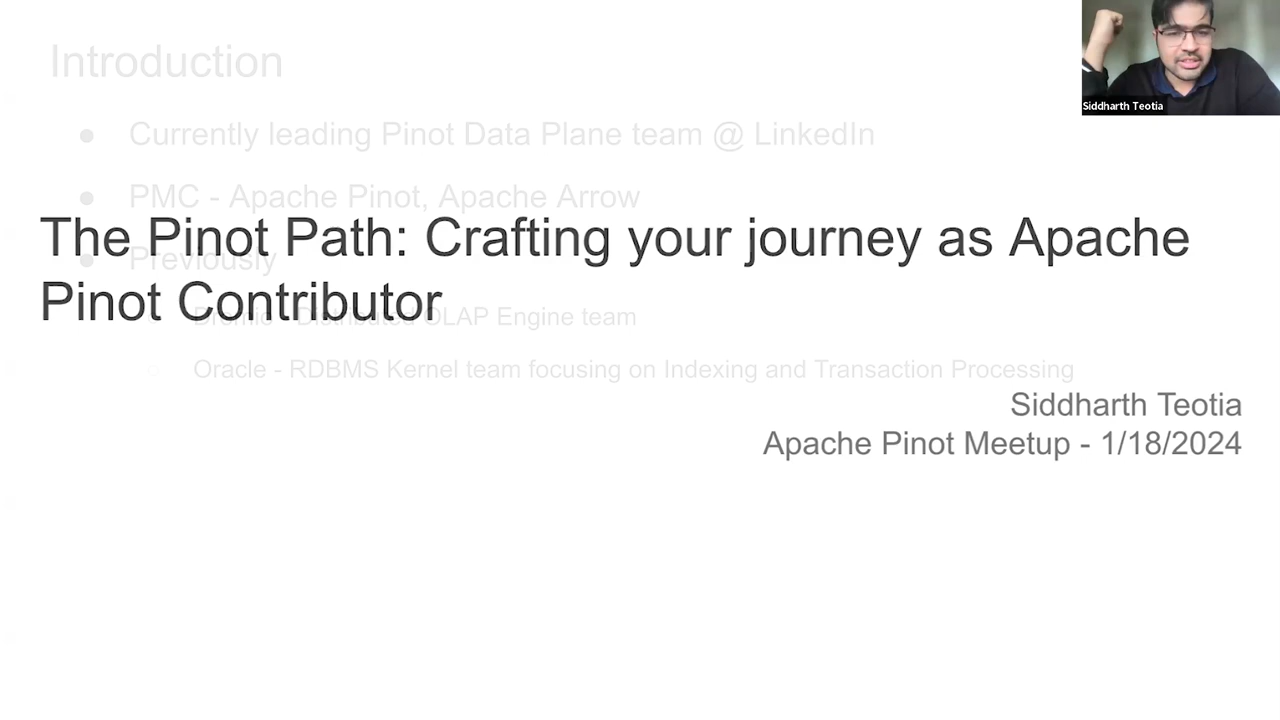 Introduction
Siddharth Teotia
● Currently leading Pinot Data Plane team @ LinkedIn
● PMC - Apache Pinot, Apache Arrow
The Pinot Path: Crafting your journey as Apache
● Previously
Pinot Contributor
○ Dremio - Distributed OLAP Engine team
○ Oracle - RDBMS Kernel team focusing on Indexing and Transaction Processing
Siddharth Teotia
Apache Pinot Meetup - 1/18/2024